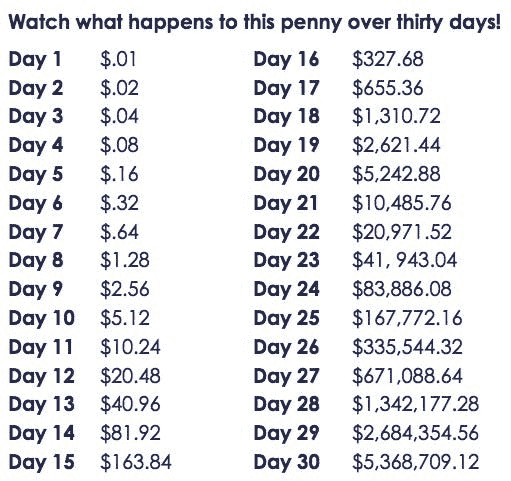 Watch what happens to this penny over thirty days!
Day 1 $.01 Day 16 $327.68
Day 2 $.02 Day 17 $655.36
Day 3 $.04 Day 18 $1,310.72
Day 4 $.08 Day 19 $2,621.44
Day 5 $.16 Day 20 $5,242.88
Day 6 $.32 Day 21 $10,485.76
Day 7 $.64 Day 22 $20,971.52
Day 8 $1.28 Day 23 $41, 943.04
Day 9 $2.56 Day 24 $83,886.08
Day 10 $5.12 Day 25 $167,772.16
Day 11 $10.24 Day 26 $335,544.32
Day 12 $20.48 Day 27 $671,088.64
Day 13 $40.96 Day 28 $1,342,177.28
Day 14 $81.92 Day 29 $2,684,354.56
Day 15 $163.84 Day 30 $5,368,709.12